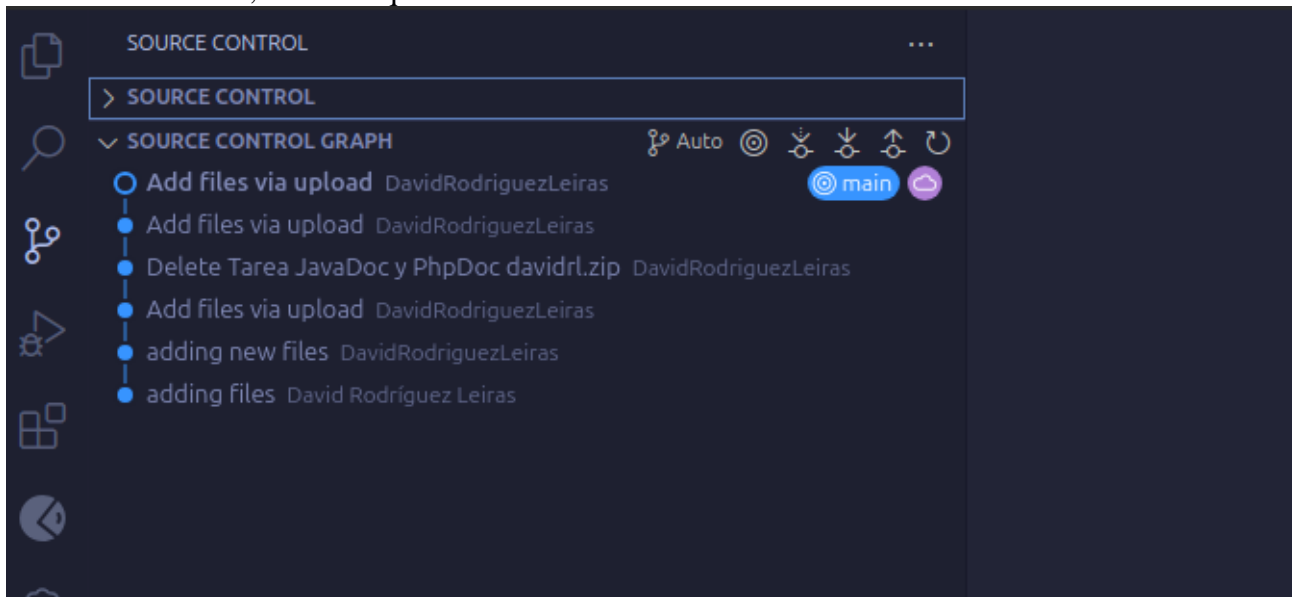 SOURCE CONTROL
SOURCE CONTROL
SOURCE CONTROL GRAPH Auto
Add files via upload DavidRodriguezLeiras main
Add files via upload DavidRodriguezLeiras
Delete Tarea JavaDoc y PhpDoc davidrl.zip DavidRodriguezLeiras
Add files via upload DavidRodriguezLeiras
adding new files DavidRodriguezLeiras
adding files David Rodríguez Leiras